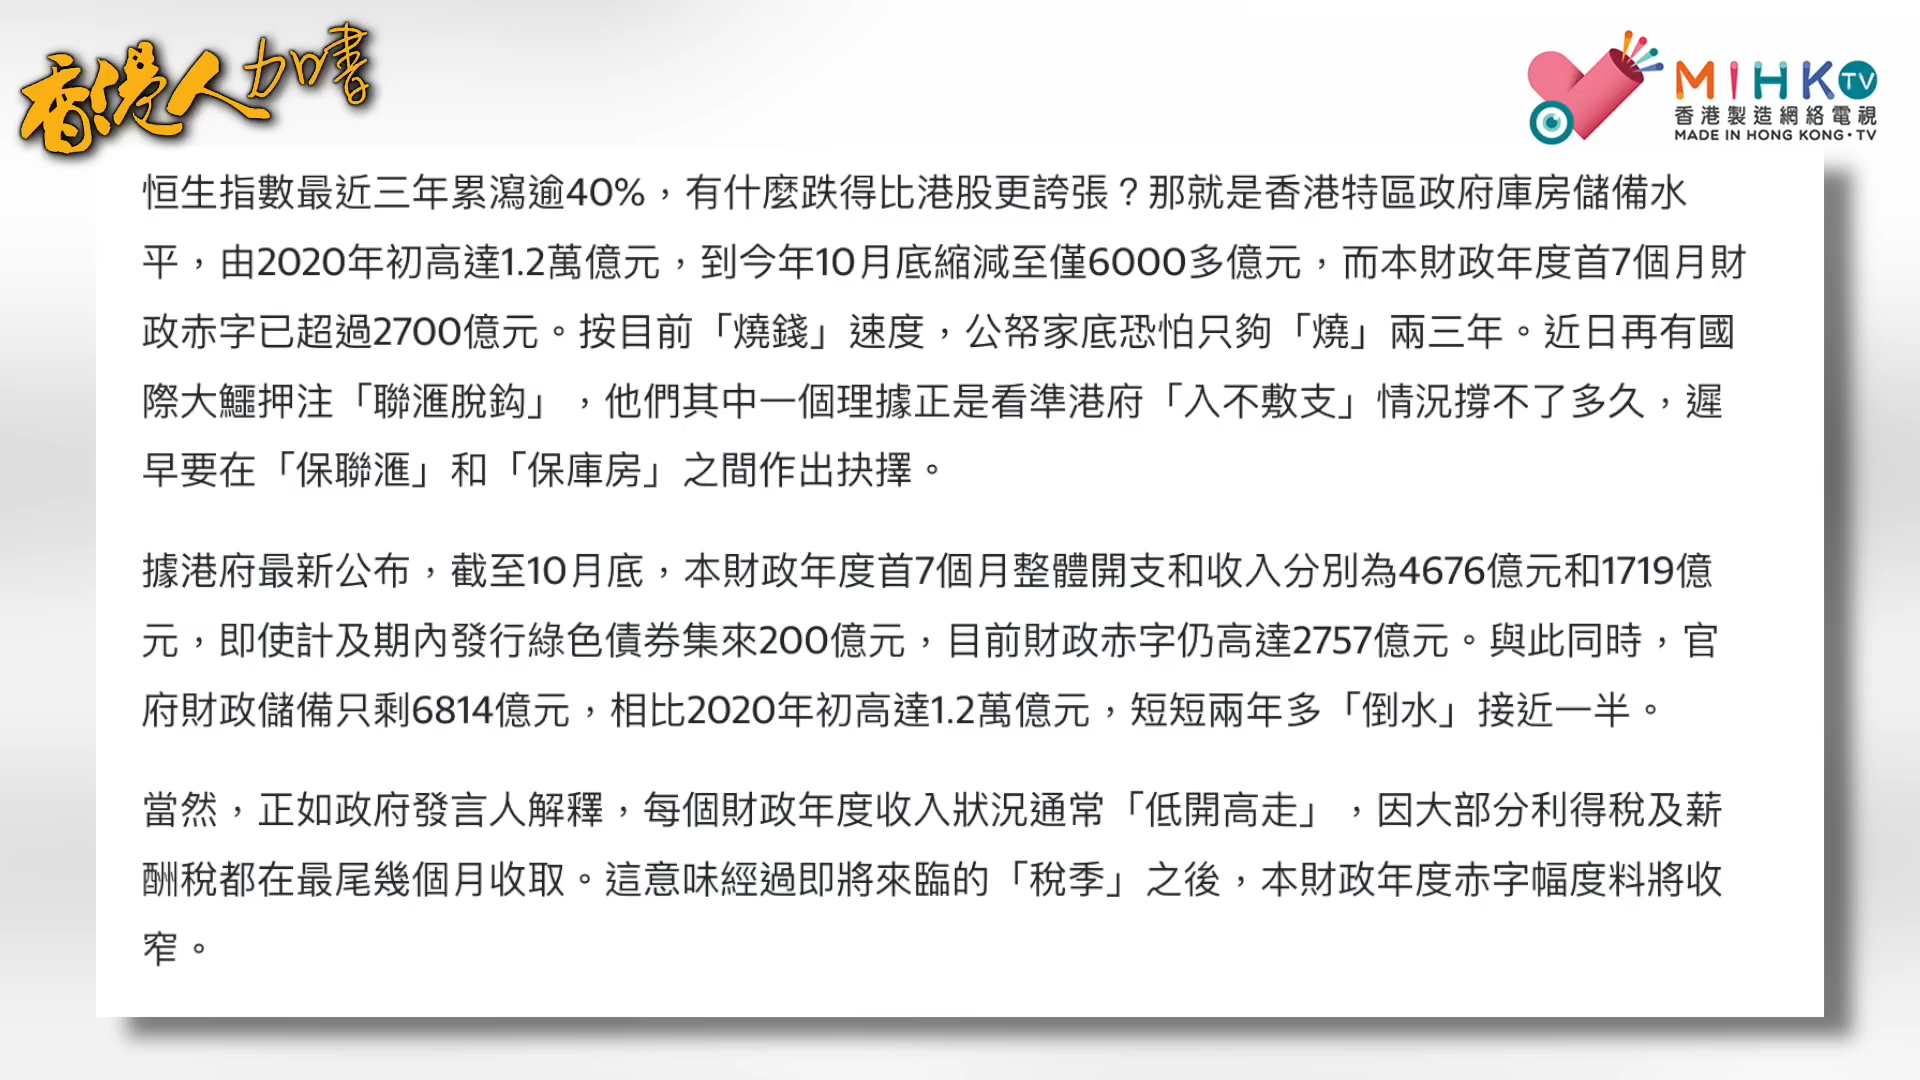 香港人加書
MIHK TV
香港製造網絡電視
MADE IN HONG KONG・TV
恒生指數最近三年累瀉逾40%，有什麼跌得比港股更誇張？那就是香港特區政府庫房儲備水
平，由2020年初高達1.2萬億元，到今年10月底縮減至僅6000多億元，而本財政年度首7個月財
政赤字已超過2700億元。按目前「燒錢」速度，公帑家底恐怕只夠「燒」兩三年。近日再有國
際大鱷押注「聯滙脫鈎」，他們其中一個理據正是看準港府「入不敷支」情況撐不了多久，遲
早要在「保聯滙」和「保庫房」之間作出抉擇。
據港府最新公布，截至10月底，本財政年度首7個月整體開支和收入分別為4676億元和1719億
元，即使計及期內發行綠色債券集來200億元，目前財政赤字仍高達2757億元。與此同時，官
府財政儲備只剩6814億元，相比2020年初高達1.2萬億元，短短兩年多「倒水」接近一半。
當然，正如政府發言人解釋，每個財政年度收入狀況通常「低開高走」，因大部分利得稅及薪
酬稅都在最尾幾個月收取。這意味經過即將來臨的「稅季」之後，本財政年度赤字幅度料將收
窄。